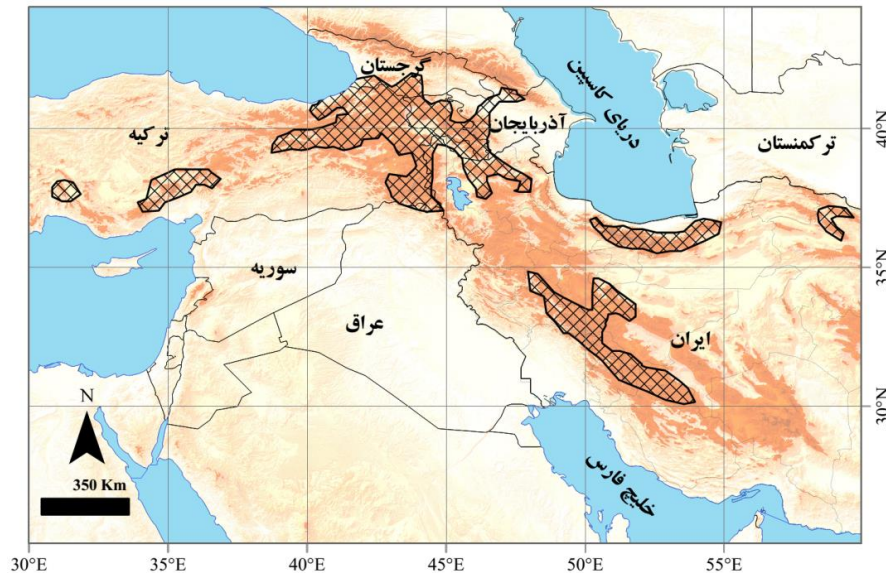 گرجستان
دریای کاسپین
آذربایجان
ترکیه
ترکمنستان
سوریه
عراق
ایران
خلیج فارس
N
350 Km
40°N
35°N
30°N
30°E
35°E
40°E
45°E
50°E
55°E